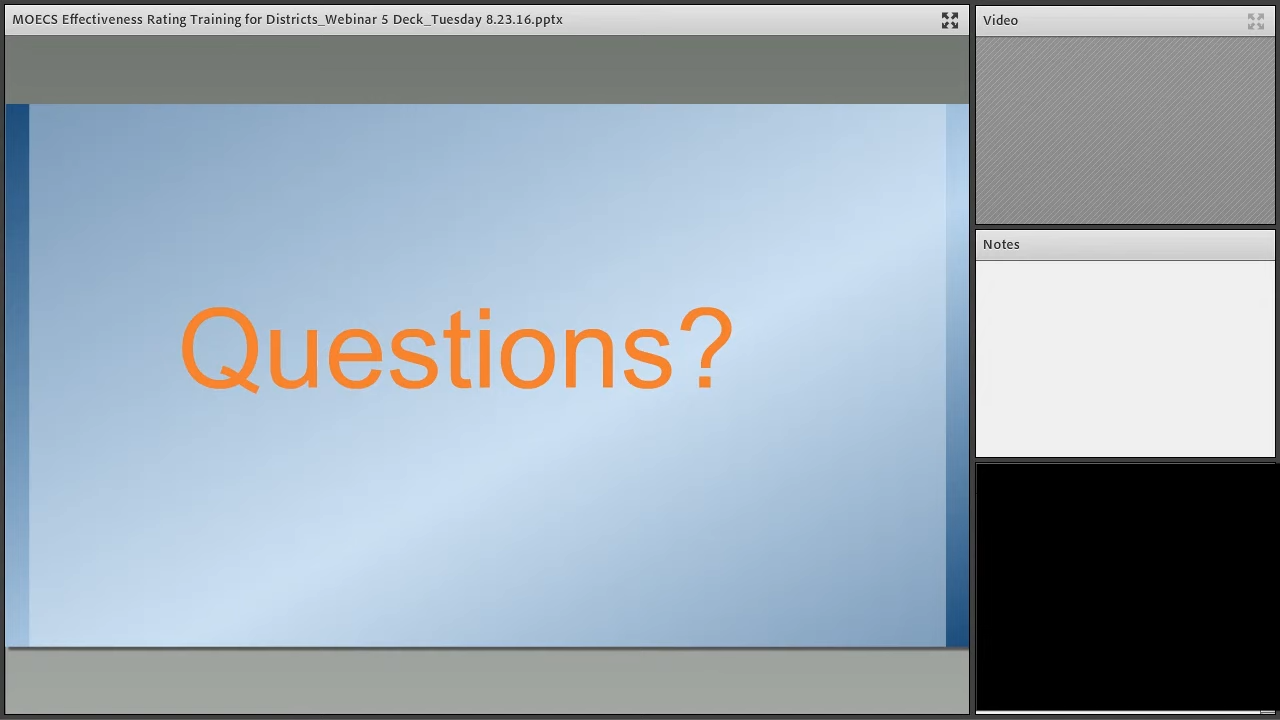 MOECS Effectiveness Rating Training for Districts_Webinar 5 Deck_Tuesday 8.23.16.pptx
Video
Notes
Questions?